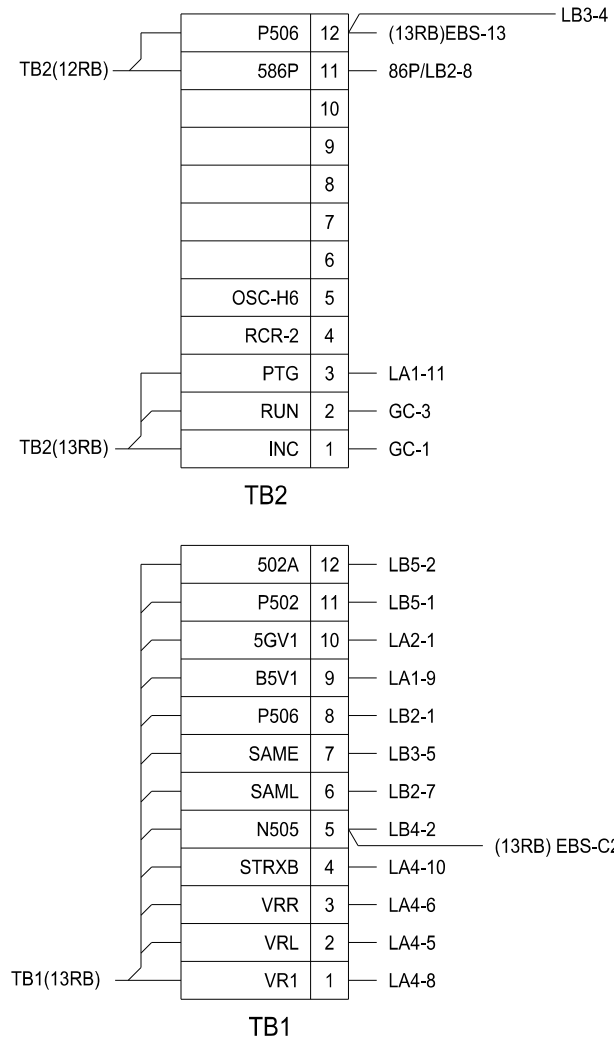 LB3-4
P506 12 (13RB)EBS-13
TB2(12RB) 586P 11 86P/LB2-8
10
9
8
7
6
OSC-H6 5
RCR-2 4
PTG 3 LA1-11
RUN 2 GC-3
TB2(13RB) INC 1 GC-1
TB2
502A 12 LB5-2
P502 11 LB5-1
5GV1 10 LA2-1
B5V1 9 LA1-9
P506 8 LB2-1
SAME 7 LB3-5
SAML 6 LB2-7
N505 5 LB4-2
(13RB) EBS-C2
STRXB 4 LA4-10
VRR 3 LA4-6
VRL 2 LA4-5
TB1(13RB) VR1 1 LA4-8
TB1